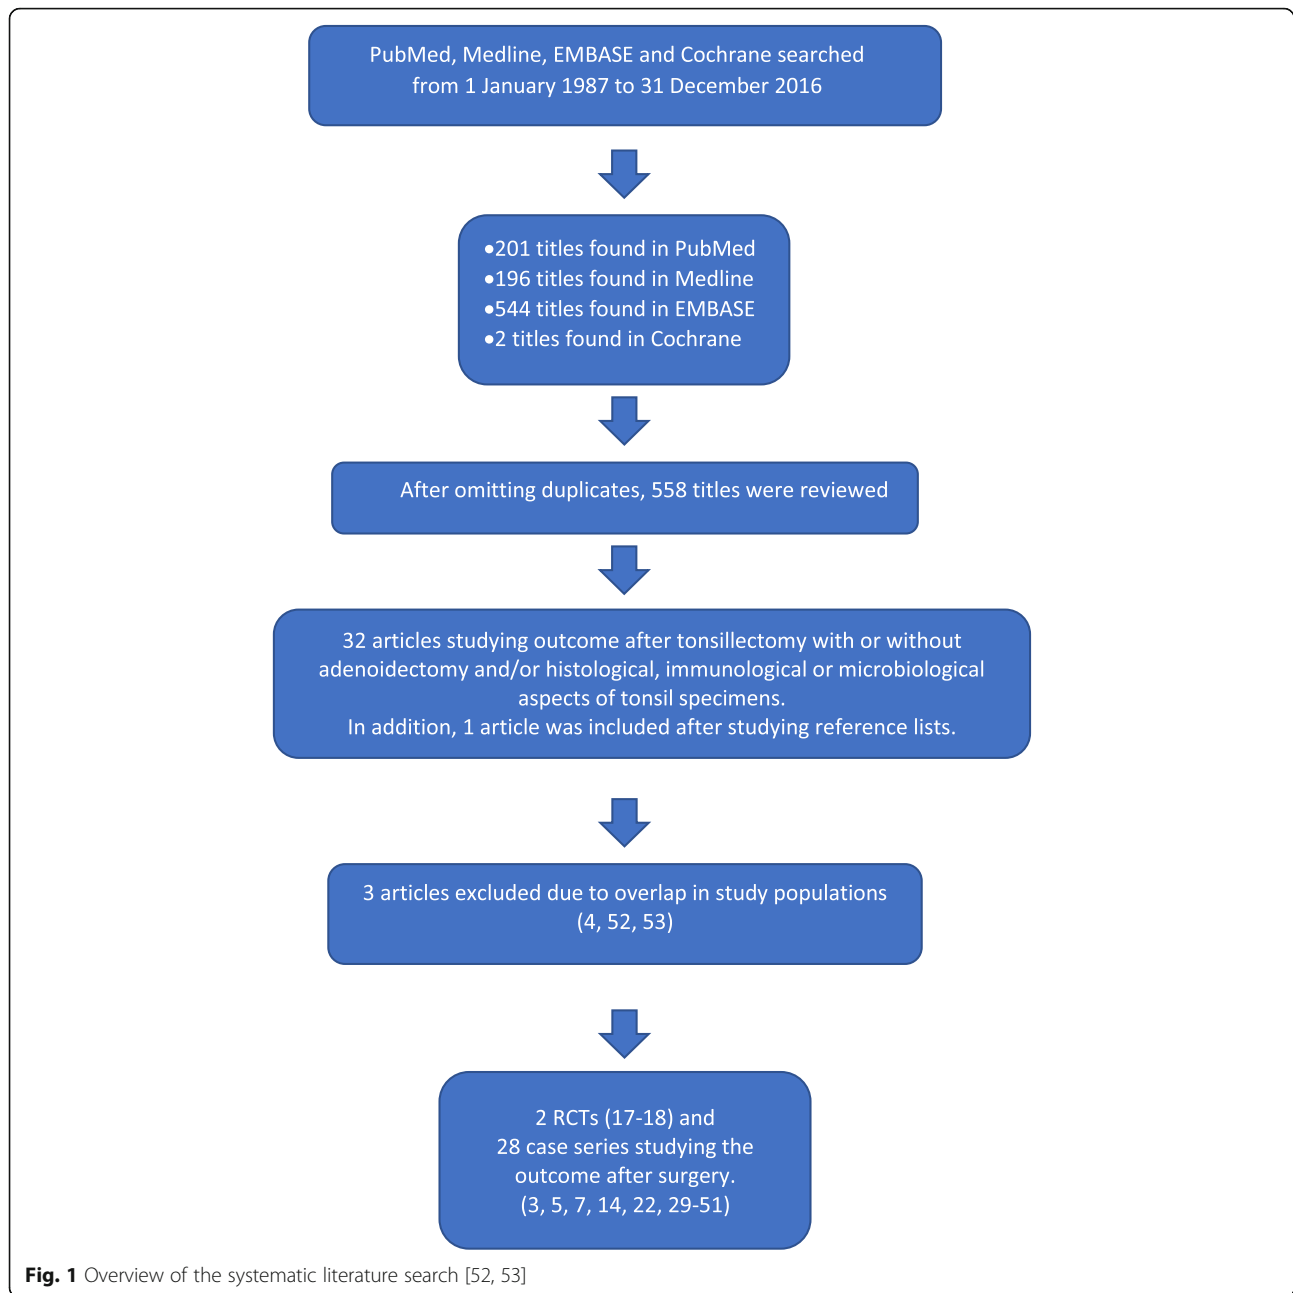 PubMed, Medline, EMBASE and Cochrane searched
from 1 January 1987 to 31 December 2016
•201 titles found in PubMed
•196 titles found in Medline
•544 titles found in EMBASE
•2 titles found in Cochrane
After omitting duplicates, 558 titles were reviewed
32 articles studying outcome after tonsillectomy with or without
adenoidectomy and/or histological, immunological or microbiological
aspects of tonsil specimens.
In addition, 1 article was included after studying reference lists.
3 articles excluded due to overlap in study populations
(4, 52, 53)
2 RCTs (17-18) and
28 case series studying the
outcome after surgery.
(3, 5, 7, 14, 22, 29-51)
Fig. 1 Overview of the systematic literature search [52, 53]